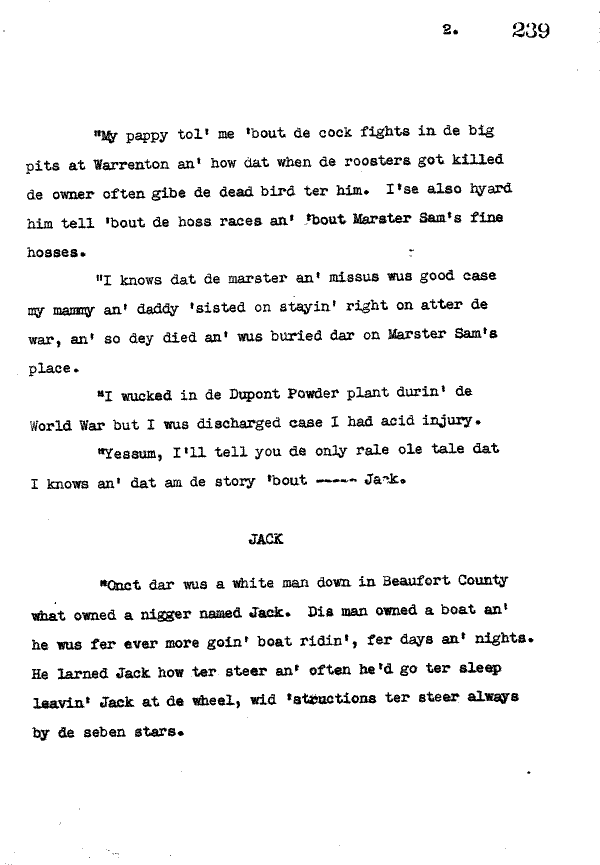 2. 239
"My pappy tol' me 'bout de cock fights in de big
pits at Warrenton an' how dat when de roosters got killed
de owner often gibe de dead bird ter him. I'se also hyard
him tell 'bout de hoss races an' 'bout Marster Sam's fine
hosses.
"I knows dat de marster an' missus wus good case
my mammy an' daddy 'sisted on stayin' right on atter de
war, an' so dey died an' wus buried dar on Marster Sam's
place.
"I wucked in de Dupont Powder plant durin' de
World War but I wus discharged case I had acid injury.
"Yessum, I'll tell you de only rale ole tale dat
I knows an' dat am de story 'bout ----- Jack.
JACK
"Onct dar wus a white man down in Beaufort County
what owned a nigger named Jack. Dis man owned a boat an'
he wus fer ever more goin' boat ridin', fer days an' nights.
He larned Jack how ter steer an' often he'd go ter sleep
leavin' Jack at de wheel, wid 'structions ter steer always
by de seben stars.